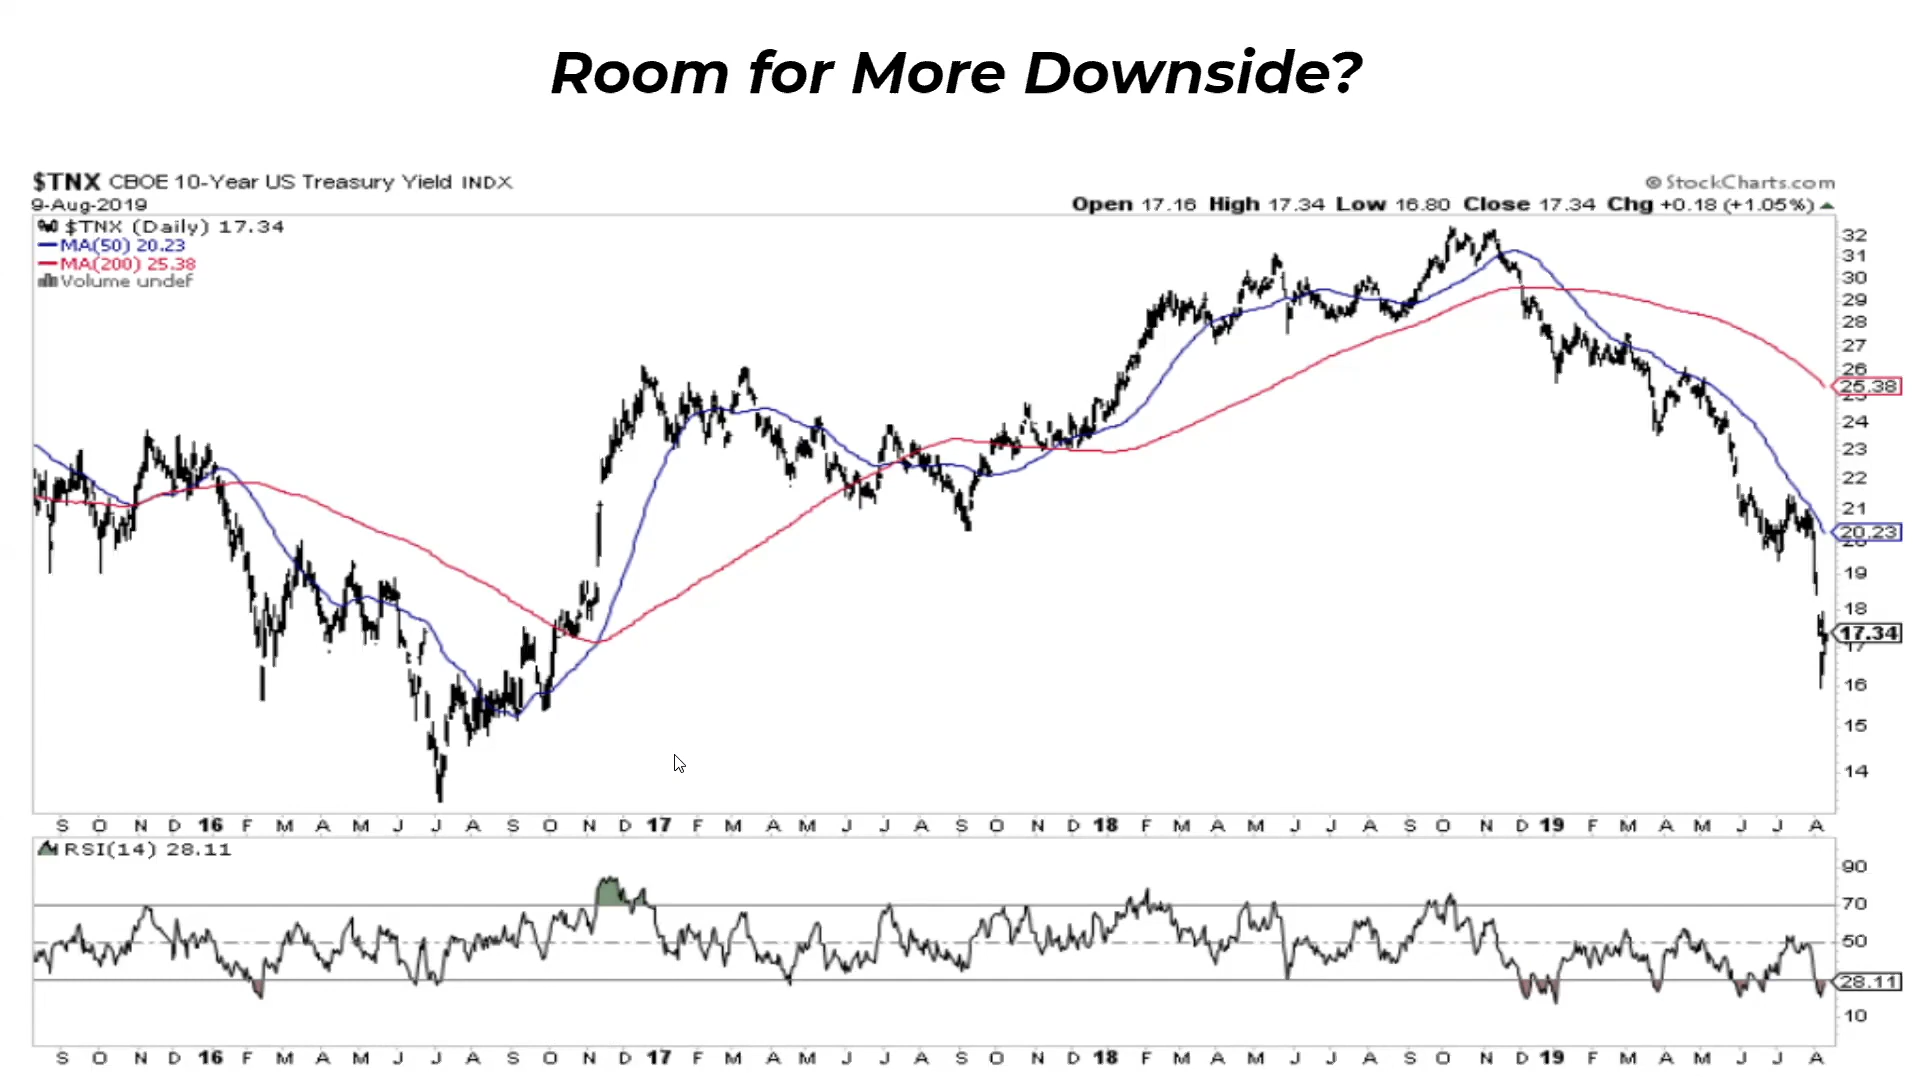 Room for More Downside?
$TNX CBOE 10-Year US Treasury Yield INDX
© StockCharts.com
9-Aug-2019
Open 17.16 High 17.34 Low 16.80 Close 17.34 Chg +0.18 (+1.05%)
$TNX (Daily) 17.34
MA(50) 20.23
MA(200) 25.38
Volume undef
32
31
30
29
28
27
26
25.38
25
24
23
22
21
20.23
20
19
18
17.34
17
16
15
14
S O N D 16 F M A M J J A S O N D 17 F M A M J J A S O N D 18 F M A M J J A S O N D 19 F M A M J J A
RSI(14) 28.11
90
70
50
28.11
10
S O N D 16 F M A M J J A S O N D 17 F M A M J J A S O N D 18 F M A M J J A S O N D 19 F M A M J J A